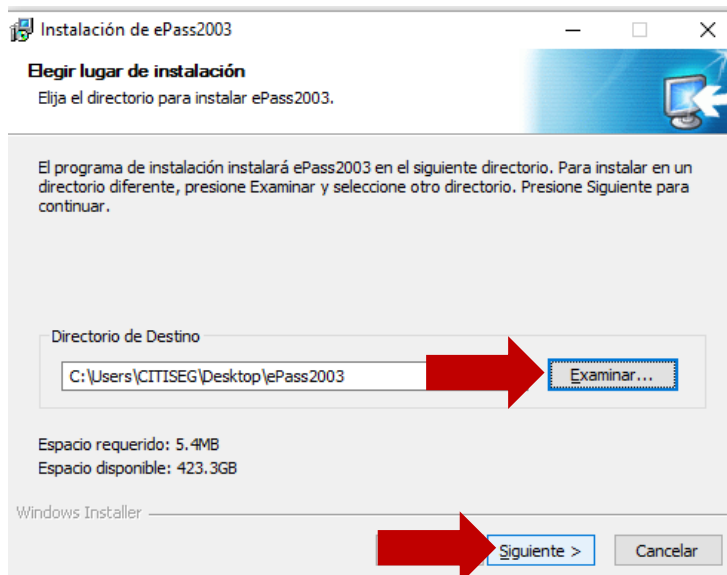 Instalación de ePass2003
Elegir lugar de instalación
Elija el directorio para instalar ePass2003.
El programa de instalación instalará ePass2003 en el siguiente directorio. Para instalar en un
directorio diferente, presione Examinar y seleccione otro directorio. Presione Siguiente para
continuar.
Directorio de Destino
C:\Users\CITISEG\Desktop\ePass2003
Examinar...
Espacio requerido: 5.4MB
Espacio disponible: 423.3GB
Windows Installer
Siguiente >
Cancelar